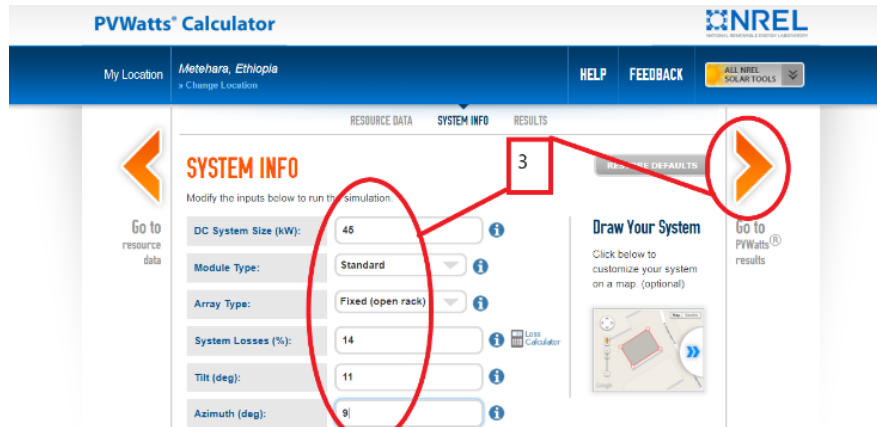 PVWatts® Calculator
NREL
NATIONAL RENEWABLE ENERGY LABORATORY
My Location
Metehara, Ethiopia
» Change Location
HELP
FEEDBACK
ALL NREL
SOLAR TOOLS
RESOURCE DATA
SYSTEM INFO
RESULTS
3
SYSTEM INFO
RESTORE DEFAULTS
Modify the inputs below to run the simulation.
Go to
resource
data
DC System Size (kW):
45
Module Type:
Standard
Array Type:
Fixed (open rack)
System Losses (%):
14
Loss
Calculator
Tilt (deg):
11
Azimuth (deg):
9
Draw Your System
Click below to
customize your system
on a map. (optional)
Google
Go to
PVWatts®
results